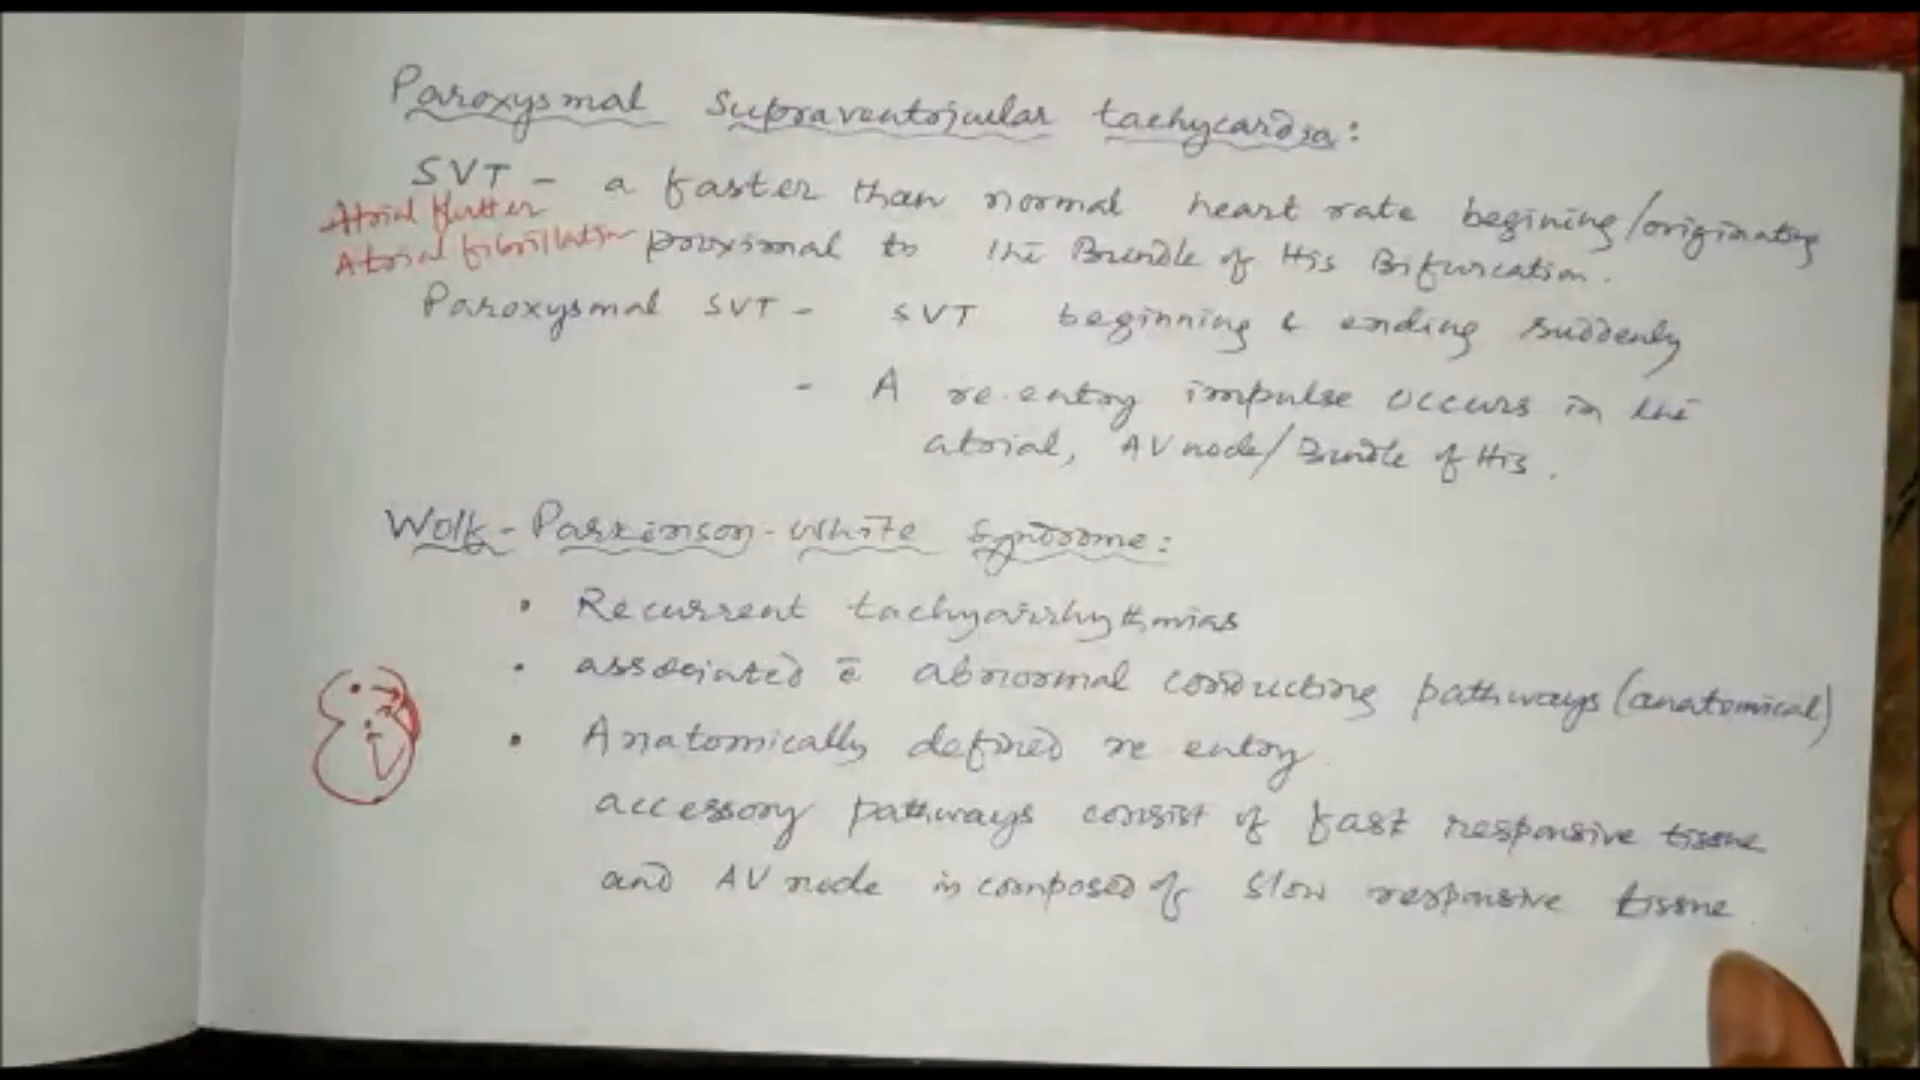 Paroxysmal Supraventricular tachycardia:
SVT - a faster than normal heart rate begining/originating
Atrial flutter
Atrial fibrillation
proximal to the Bundle of His Bifurcation.
Paroxysmal SVT - SVT beginning & ending suddenly
- A re-entry impulse occurs in the
atrial, AV node/Bundle of His.
Wolk-Parkinson-White Syndrome:
• Recurrent tachyarrhythmias
• associated c̄ abnormal conducting pathways (anatomical)
• Anatomically defined re entry
accessory pathways consist of fast responsive tissue
and AV node is composed of slow responsive tissue